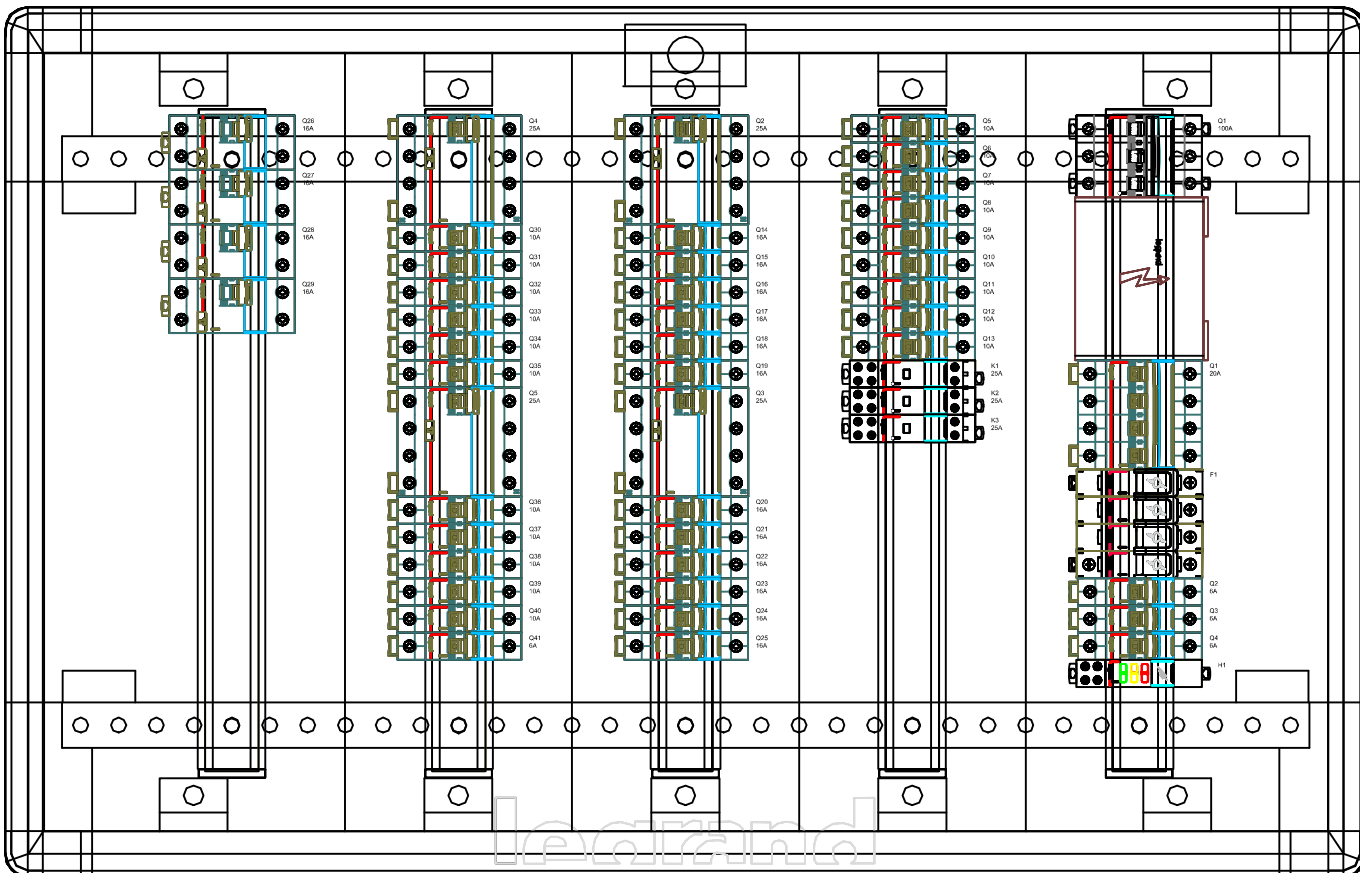 Q26
16A
Q27
16A
Q28
16A
Q29
16A
Q4
25A
Q30
10A
Q31
10A
Q32
10A
Q33
10A
Q34
10A
Q35
10A
Q5
25A
Q36
10A
Q37
10A
Q38
10A
Q39
10A
Q40
10A
Q41
6A
Q2
25A
Q14
16A
Q15
16A
Q16
16A
Q17
16A
Q18
16A
Q19
16A
Q3
25A
Q20
16A
Q21
16A
Q22
16A
Q23
16A
Q24
16A
Q25
16A
Q5
10A
Q6
Q7
10A
Q8
10A
Q9
10A
Q10
10A
Q11
10A
Q12
10A
Q13
10A
K1
25A
K2
25A
K3
25A
Q1
100A
legrand
Q1
20A
F1
Q2
6A
Q3
6A
Q4
6A
H1
legrand